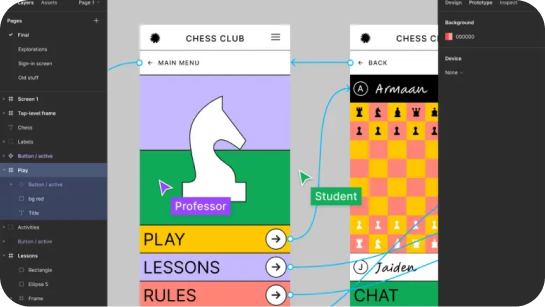 Layers Assets Page 1
Pages
Final
Explorations
Sign-in screen
Old stuff
Screen 1
Top-level frame
Chess
Labels
Button / active
Play
Button / active
bg red
Title
Activities
Button / active
Lessons
Rectangle
Ellipse 5
Frame
CHESS CLUB
MAIN MENU
Professor
Student
PLAY
LESSONS
RULES
CHESS C
BACK
A Armaan
J Jaiden
CHAT
Design Prototype Inspect
Background
000000
Device
None